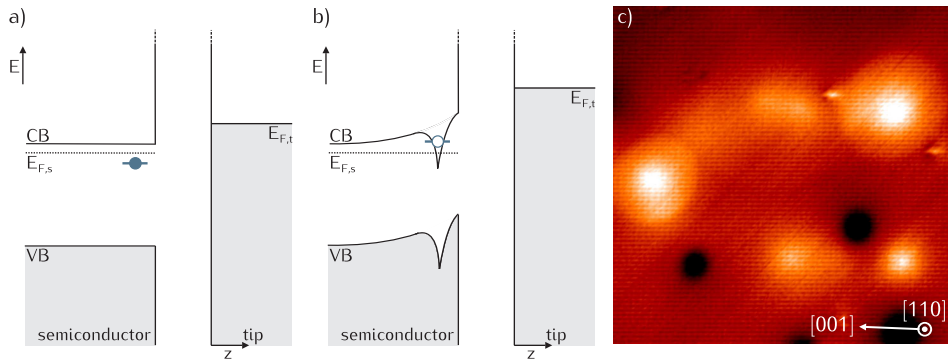 a)
E
CB
E_F,s
VB
semiconductor
E_F,t
tip
z
b)
E
CB
E_F,s
VB
semiconductor
E_F,t
tip
z
c)
[001]
[110]